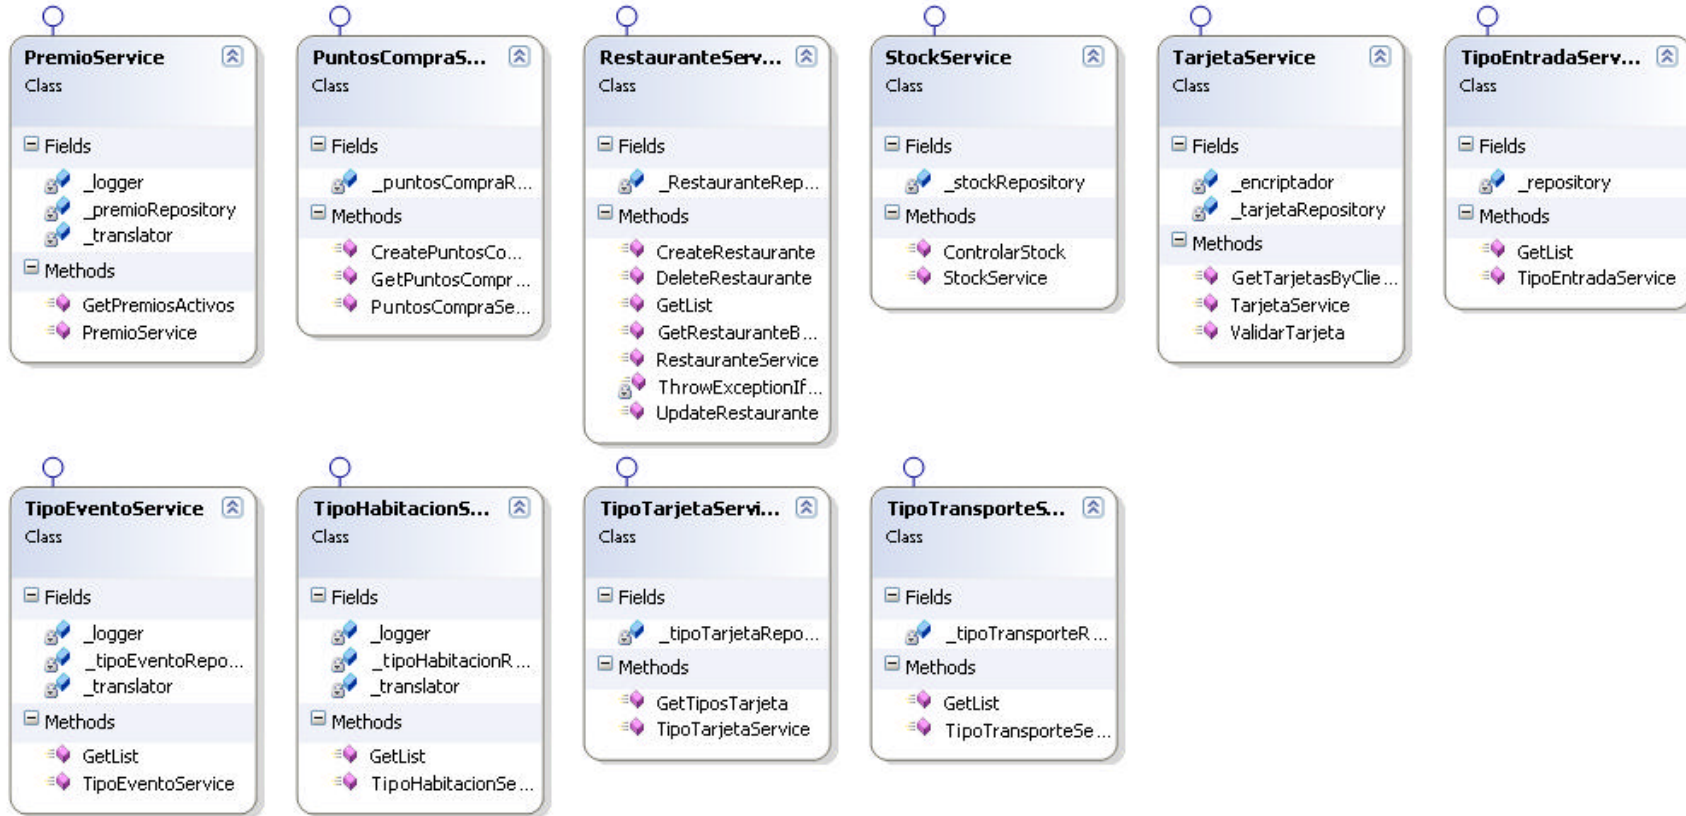 PremioService
Class
Fields
_logger
_premioRepository
_translator
Methods
GetPremiosActivos
PremioService
PuntosCompraS...
Class
Fields
_puntosCompraR...
Methods
CreatePuntosCo...
GetPuntosCompr...
PuntosCompraSe...
RestauranteServ...
Class
Fields
_RestauranteRep...
Methods
CreateRestaurante
DeleteRestaurante
GetList
GetRestauranteB...
RestauranteService
ThrowExceptionIf...
UpdateRestaurante
StockService
Class
Fields
_stockRepository
Methods
ControlarStock
StockService
TarjetaService
Class
Fields
_encriptador
_tarjetaRepository
Methods
GetTarjetasByClie...
TarjetaService
ValidarTarjeta
TipoEntradaServ...
Class
Fields
_repository
Methods
GetList
TipoEntradaService
TipoEventoService
Class
Fields
_logger
_tipoEventoRepo...
_translator
Methods
GetList
TipoEventoService
TipoHabitacionS...
Class
Fields
_logger
_tipoHabitacionR...
_translator
Methods
GetList
TipoHabitacionSe...
TipoTarjetaServi...
Class
Fields
_tipoTarjetaRepo...
Methods
GetTiposTarjeta
TipoTarjetaService
TipoTransporteS...
Class
Fields
_tipoTransporteR...
Methods
GetList
TipoTransporteSe...